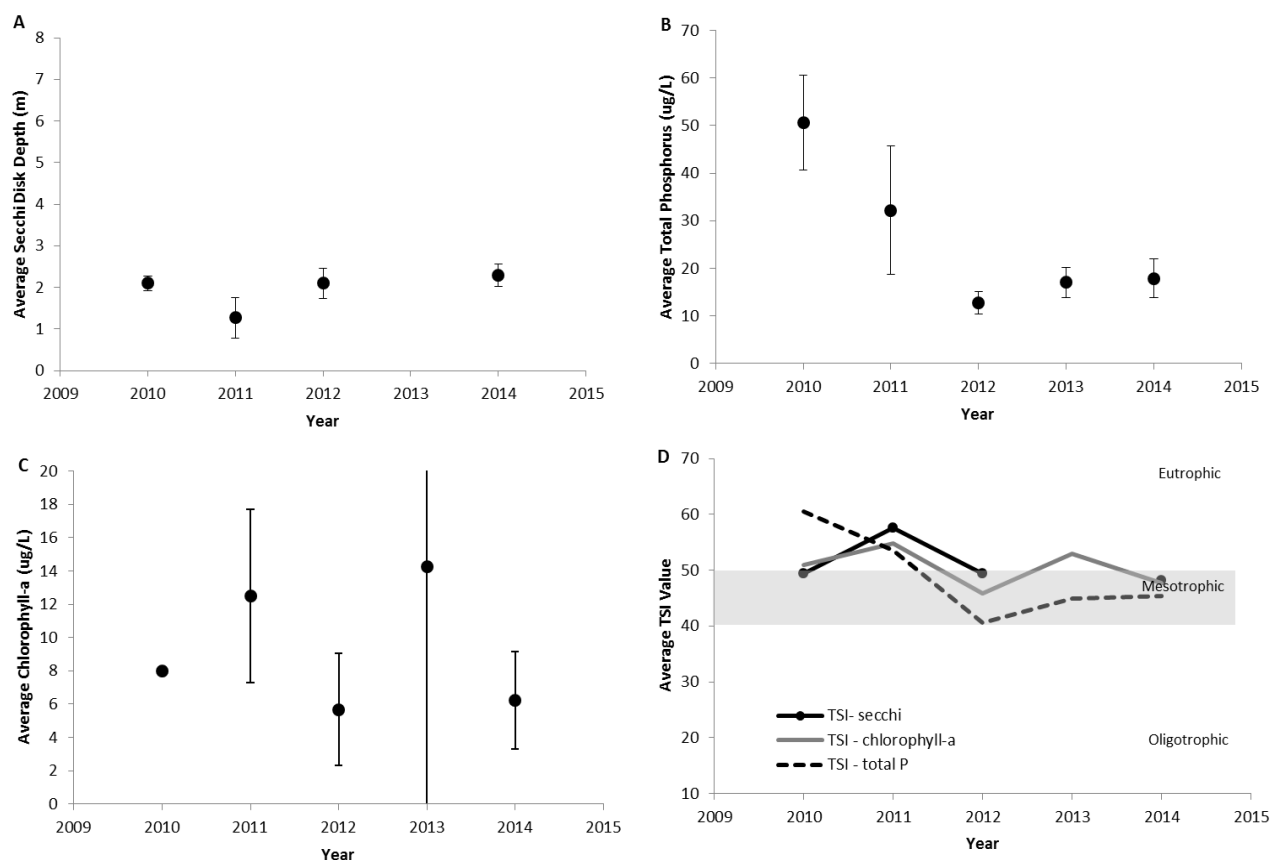 A
Average Secchi Disk Depth (m)
8
7
6
5
4
3
2
1
0
2009 2010 2011 2012 2013 2014 2015
Year
B
Average Total Phosphorus (ug/L)
70
60
50
40
30
20
10
0
2009 2010 2011 2012 2013 2014 2015
Year
C
Average Chlorophyll-a (ug/L)
20
18
16
14
12
10
8
6
4
2
0
2009 2010 2011 2012 2013 2014 2015
Year
D
Average TSI Value
70
60
50
40
30
20
10
Eutrophic
Mesotrophic
Oligotrophic
TSI- secchi
TSI - chlorophyll-a
TSI - total P
2009 2010 2011 2012 2013 2014 2015
Year